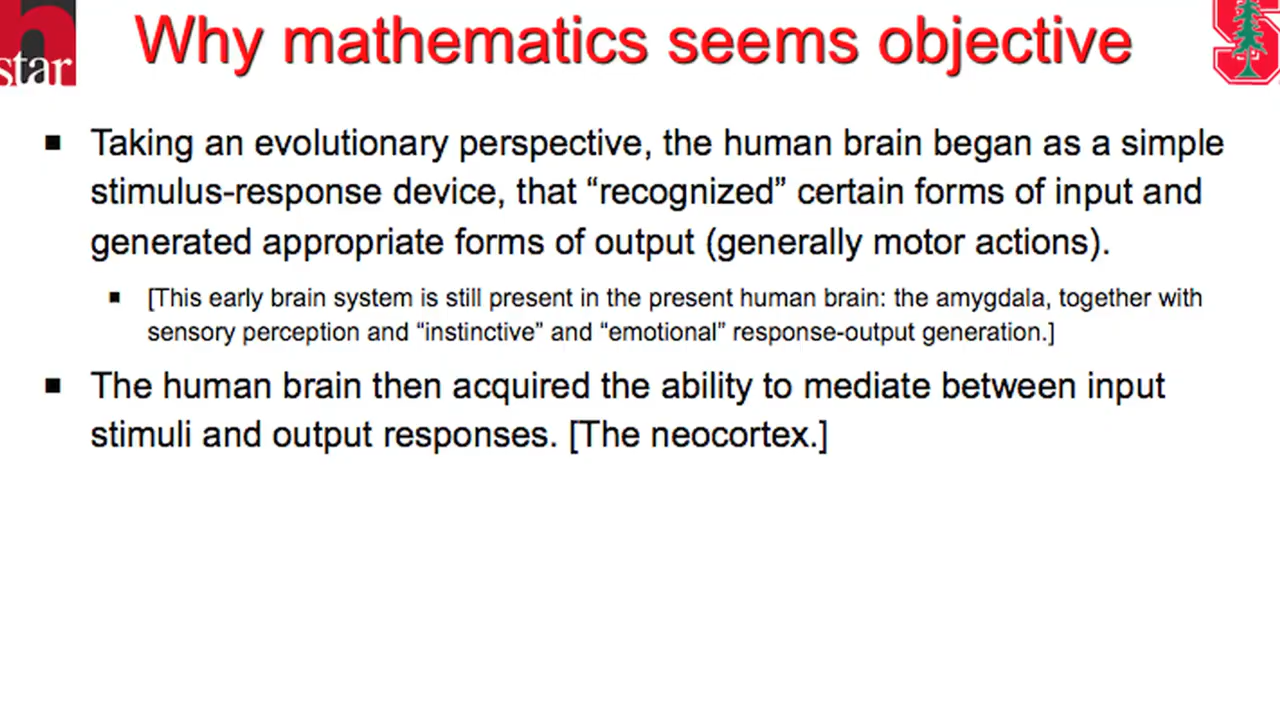 Why mathematics seems objective
star
S
■ Taking an evolutionary perspective, the human brain began as a simple
stimulus-response device, that “recognized” certain forms of input and
generated appropriate forms of output (generally motor actions).
■ [This early brain system is still present in the present human brain: the amygdala, together with
sensory perception and “instinctive” and “emotional” response-output generation.]
■ The human brain then acquired the ability to mediate between input
stimuli and output responses. [The neocortex.]